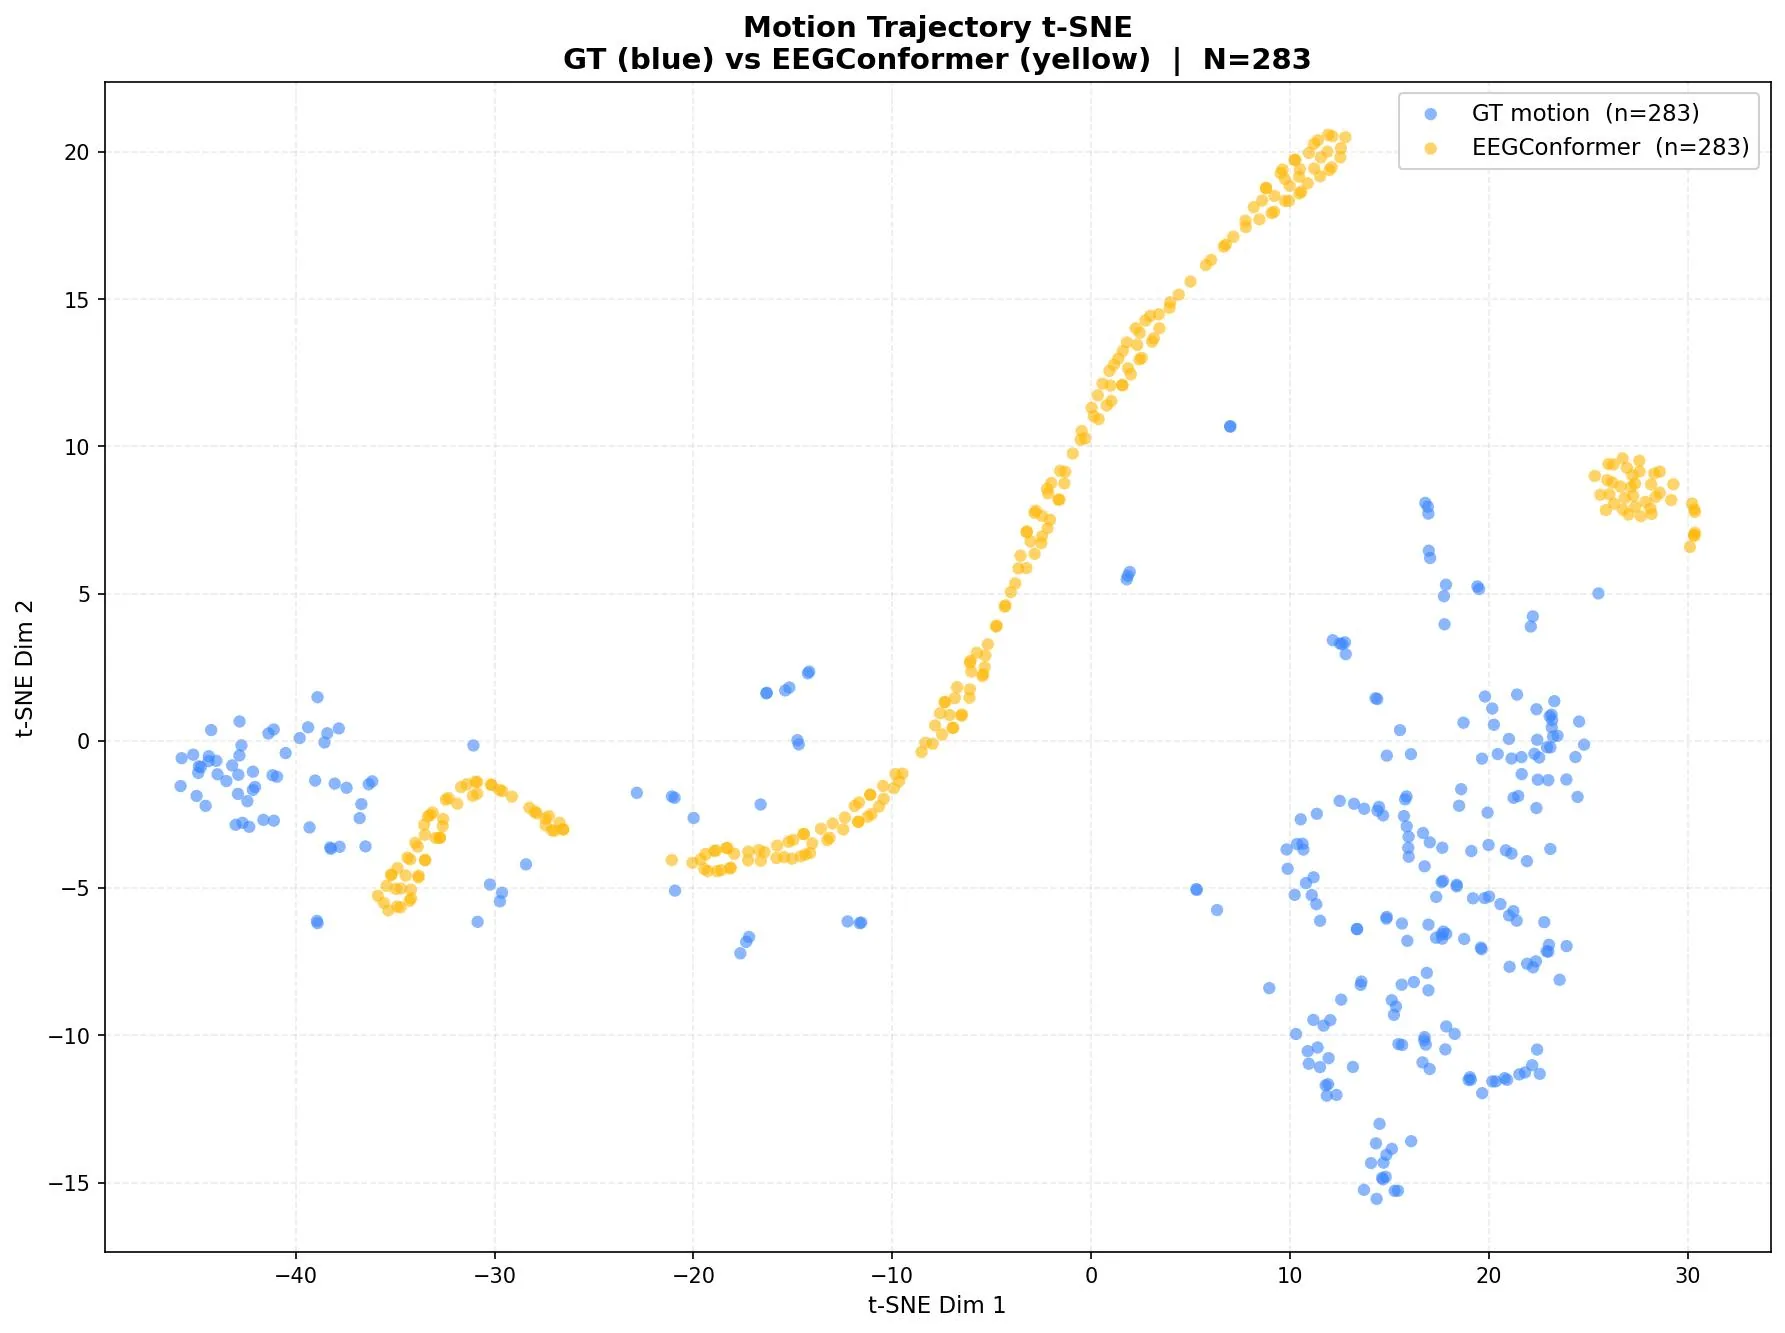 Motion Trajectory t-SNE
GT (blue) vs EEGConformer (yellow)  |  N=283
GT motion  (n=283)
EEGConformer  (n=283)
20
15
10
5
0
−5
−10
−15
t-SNE Dim 2
−40
−30
−20
−10
0
10
20
30
t-SNE Dim 1